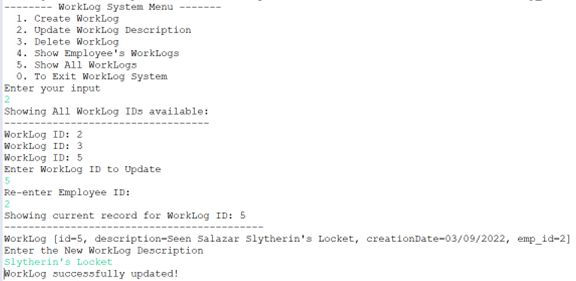 -------- WorkLog System Menu -------
1. Create WorkLog
2. Update WorkLog Description
3. Delete WorkLog
4. Show Employee's WorkLogs
5. Show All WorkLogs
0. To Exit WorkLog System
Enter your input
2
Showing All WorkLog IDs available:
---------------------------------
WorkLog ID: 2
WorkLog ID: 3
WorkLog ID: 5
Enter WorkLog ID to Update
5
Re-enter Employee ID:
2
Showing current record for WorkLog ID: 5
------------------------------------------
WorkLog [id=5, description=Seen Salazar Slytherin's Locket, creationDate=03/09/2022, emp_id=2]
Enter the New WorkLog Description
Slytherin's Locket
WorkLog successfully updated!